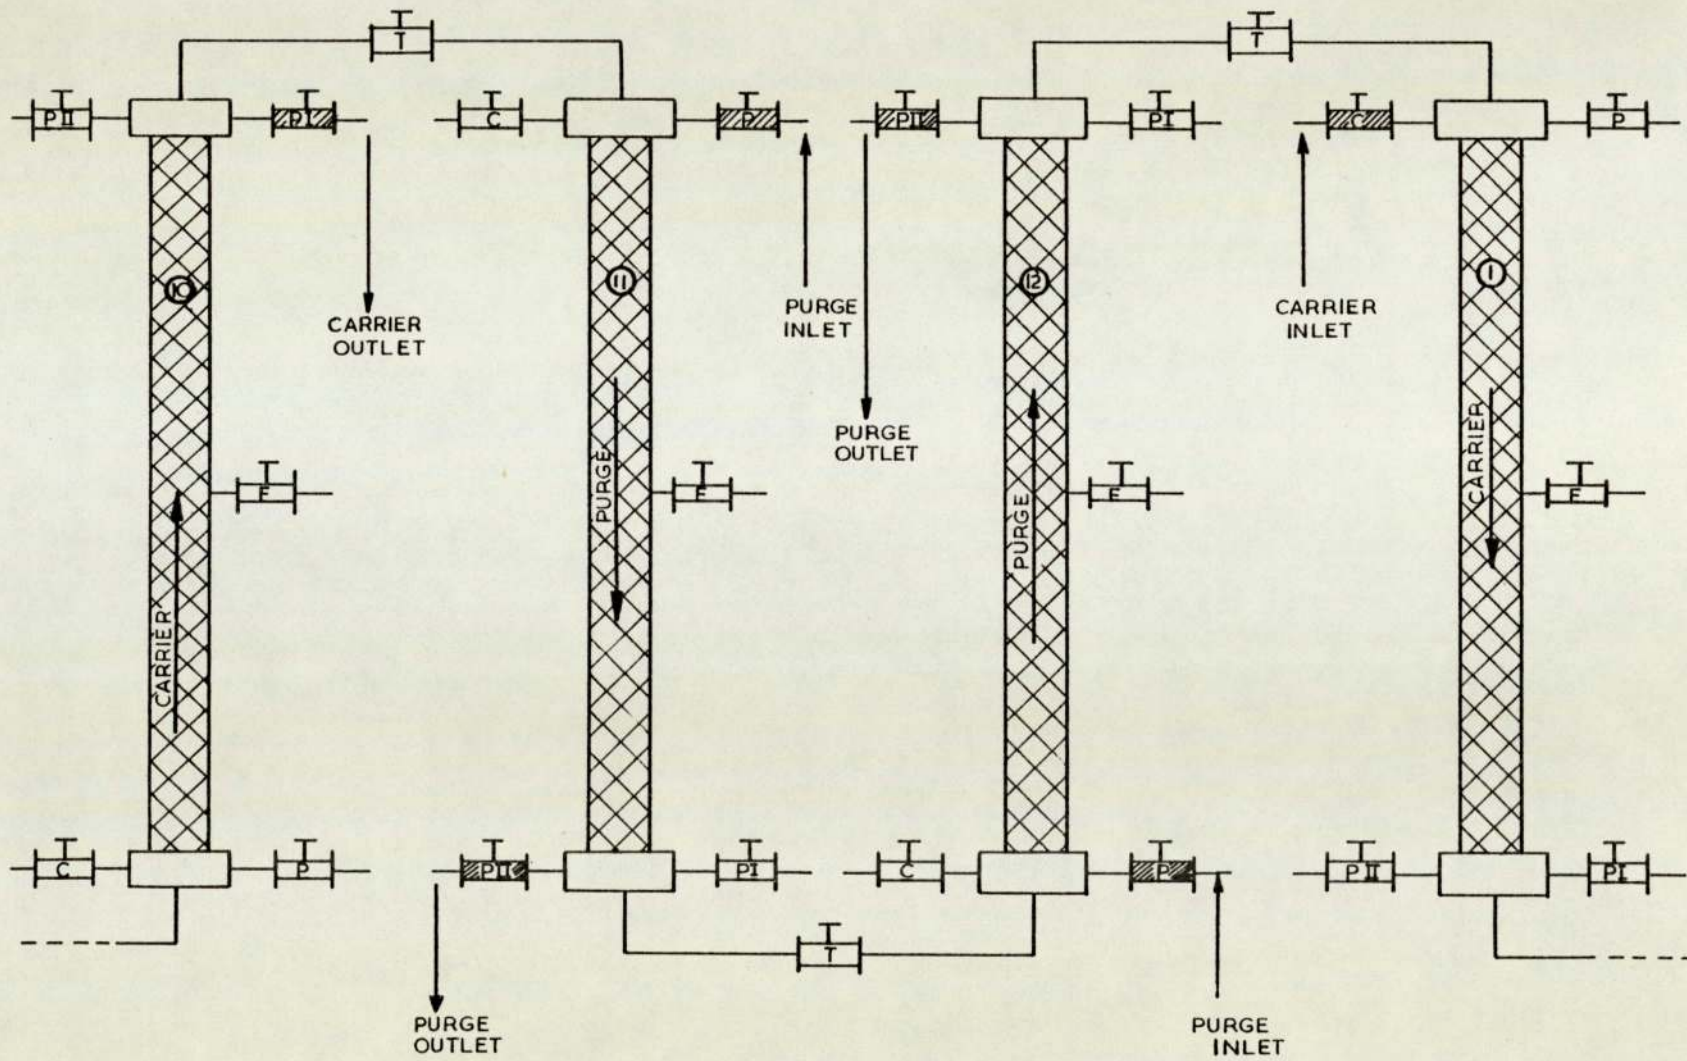 T
T
PII
PI
C
P
PII
PI
C
P
10
11
12
1
CARRIER
OUTLET
PURGE
INLET
CARRIER
INLET
PURGE
OUTLET
PURGE
CARRIER
F
F
F
F
PURGE
CARRIER
C
P
PII
PI
C
P
PII
PI
T
PURGE
OUTLET
PURGE
INLET